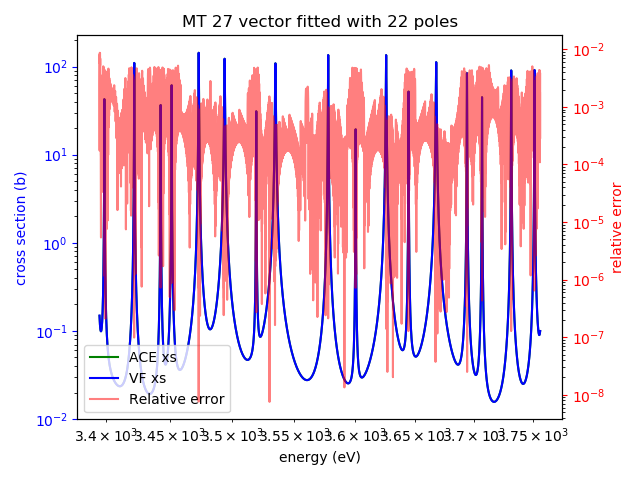 MT 27 vector fitted with 22 poles
cross section (b)
10²
10¹
10⁰
10⁻¹
10⁻²
ACE xs
VF xs
Relative error
3.4 × 10³
3.45 × 10³
3.5 × 10³
3.55 × 10³
3.6 × 10³
3.65 × 10³
3.7 × 10³
3.75 × 10³
energy (eV)
10⁻²
10⁻³
10⁻⁴
10⁻⁵
10⁻⁶
10⁻⁷
10⁻⁸
relative error